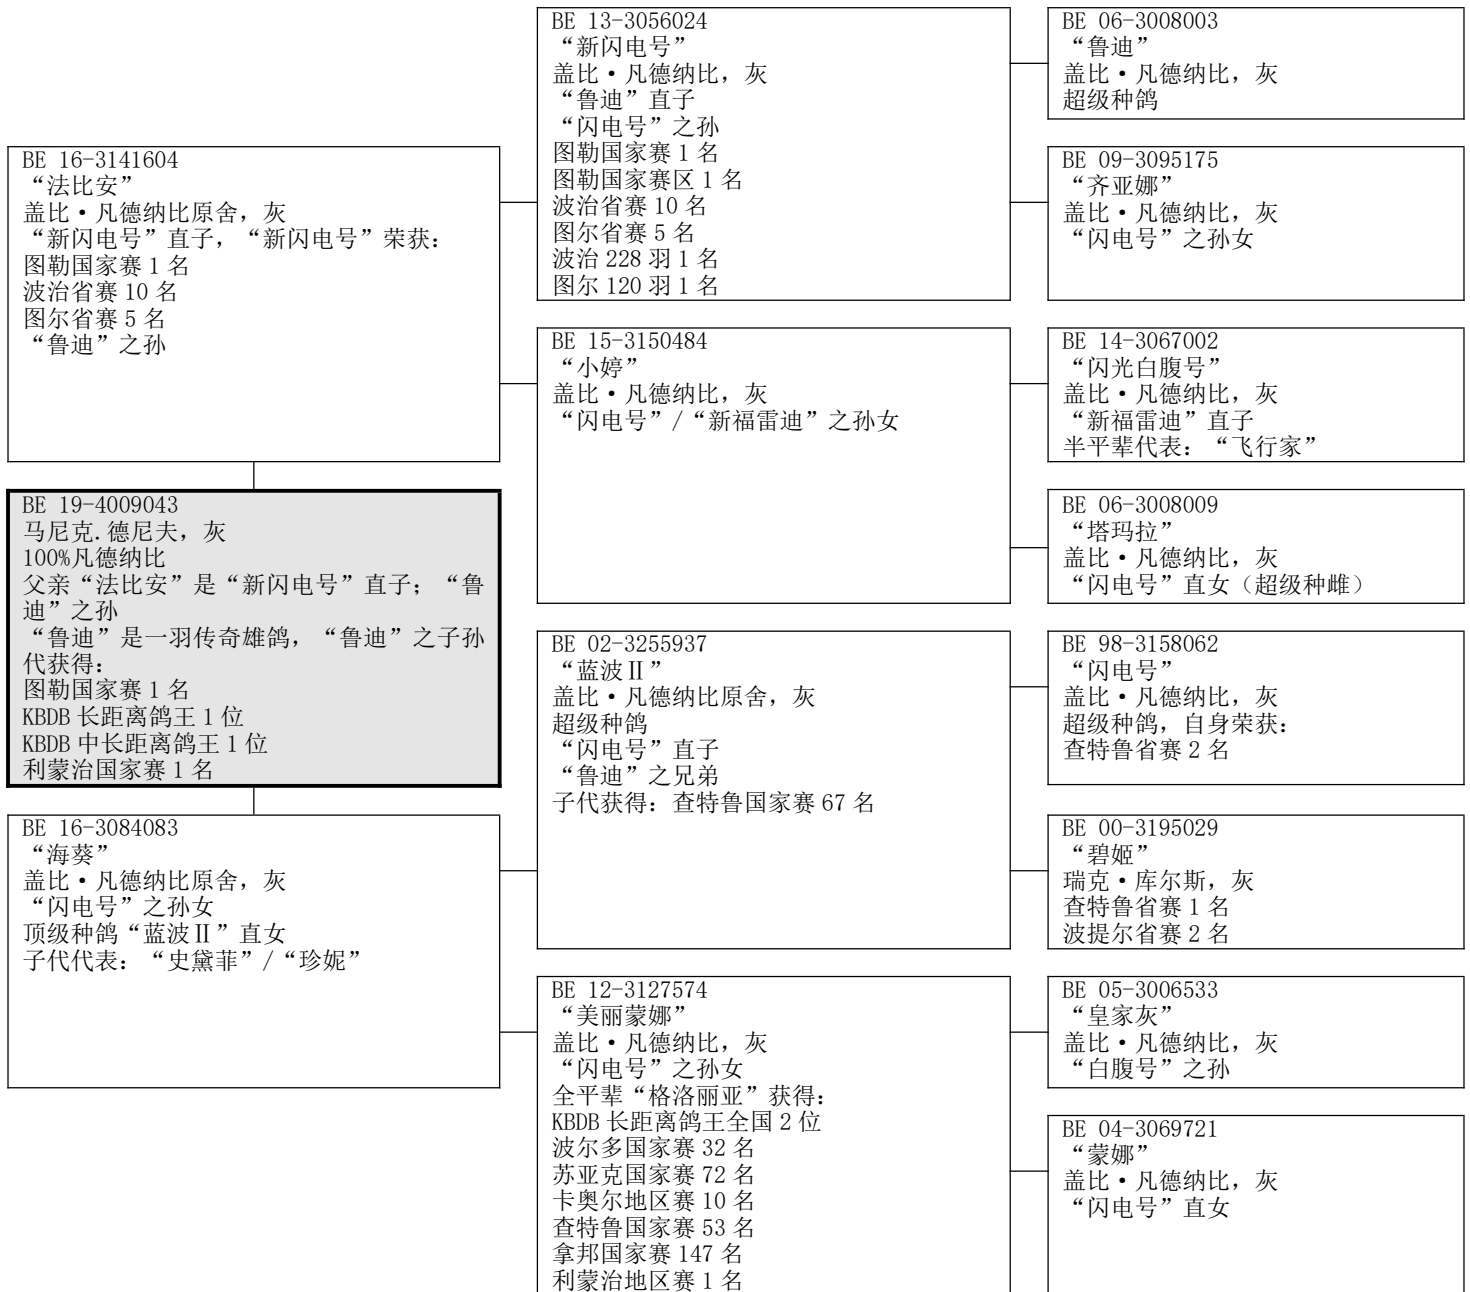 BE 16-3141604
“法比安”
盖比·凡德纳比原舍，灰
“新闪电号”直子，“新闪电号”荣获：
图勒国家赛 1 名
波治省赛 10 名
图尔省赛 5 名
“鲁迪”之孙
BE 19-4009043
马尼克.德尼夫，灰
100%凡德纳比
父亲“法比安”是“新闪电号”直子；“鲁
迪”之孙
“鲁迪”是一羽传奇雄鸽，“鲁迪”之子孙
代获得：
图勒国家赛 1 名
KBDB 长距离鸽王 1 位
KBDB 中长距离鸽王 1 位
利蒙治国家赛 1 名
BE 16-3084083
“海葵”
盖比·凡德纳比原舍，灰
“闪电号”之孙女
顶级种鸽“蓝波Ⅱ”直女
子代代表：“史黛菲”/“珍妮”
BE 13-3056024
“新闪电号”
盖比·凡德纳比，灰
“鲁迪”直子
“闪电号”之孙
图勒国家赛 1 名
图勒国家赛区 1 名
波治省赛 10 名
图尔省赛 5 名
波治 228 羽 1 名
图尔 120 羽 1 名
BE 15-3150484
“小婷”
盖比·凡德纳比，灰
“闪电号”/“新福雷迪”之孙女
BE 02-3255937
“蓝波Ⅱ”
盖比·凡德纳比原舍，灰
超级种鸽
“闪电号”直子
“鲁迪”之兄弟
子代获得：查特鲁国家赛 67 名
BE 12-3127574
“美丽蒙娜”
盖比·凡德纳比，灰
“闪电号”之孙女
全平辈“格洛丽亚”获得：
KBDB 长距离鸽王全国 2 位
波尔多国家赛 32 名
苏亚克国家赛 72 名
卡奥尔地区赛 10 名
查特鲁国家赛 53 名
拿邦国家赛 147 名
利蒙治地区赛 1 名
BE 06-3008003
“鲁迪”
盖比·凡德纳比，灰
超级种鸽
BE 09-3095175
“齐亚娜”
盖比·凡德纳比，灰
“闪电号”之孙女
BE 14-3067002
“闪光白腹号”
盖比·凡德纳比，灰
“新福雷迪”直子
半平辈代表：“飞行家”
BE 06-3008009
“塔玛拉”
盖比·凡德纳比，灰
“闪电号”直女（超级种雌）
BE 98-3158062
“闪电号”
盖比·凡德纳比，灰
超级种鸽，自身荣获：
查特鲁省赛 2 名
BE 00-3195029
“碧姬”
瑞克·库尔斯，灰
查特鲁省赛 1 名
波提尔省赛 2 名
BE 05-3006533
“皇家灰”
盖比·凡德纳比，灰
“白腹号”之孙
BE 04-3069721
“蒙娜”
盖比·凡德纳比，灰
“闪电号”直女